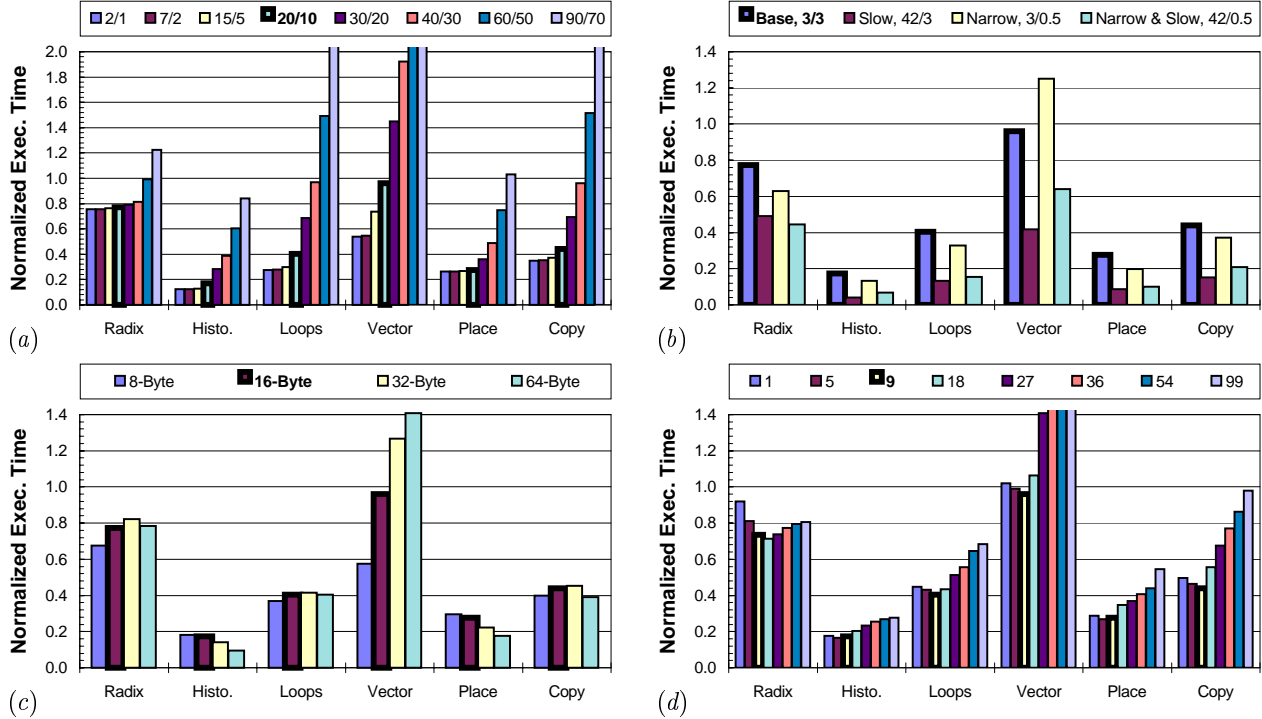 2/1 7/2 15/5 20/10 30/20 40/30 60/50 90/70
Normalized Exec. Time
2.0
1.8
1.6
1.4
1.2
1.0
0.8
0.6
0.4
0.2
0.0
Radix Histo. Loops Vector Place Copy
(a)
Base, 3/3 Slow, 42/3 Narrow, 3/0.5 Narrow & Slow, 42/0.5
Normalized Exec. Time
1.4
1.2
1.0
0.8
0.6
0.4
0.2
0.0
Radix Histo. Loops Vector Place Copy
(b)
8-Byte 16-Byte 32-Byte 64-Byte
Normalized Exec. Time
1.4
1.2
1.0
0.8
0.6
0.4
0.2
0.0
Radix Histo. Loops Vector Place Copy
(c)
1 5 9 18 27 36 54 99
Normalized Exec. Time
1.4
1.2
1.0
0.8
0.6
0.4
0.2
0.0
Radix Histo. Loops Vector Place Copy
(d)